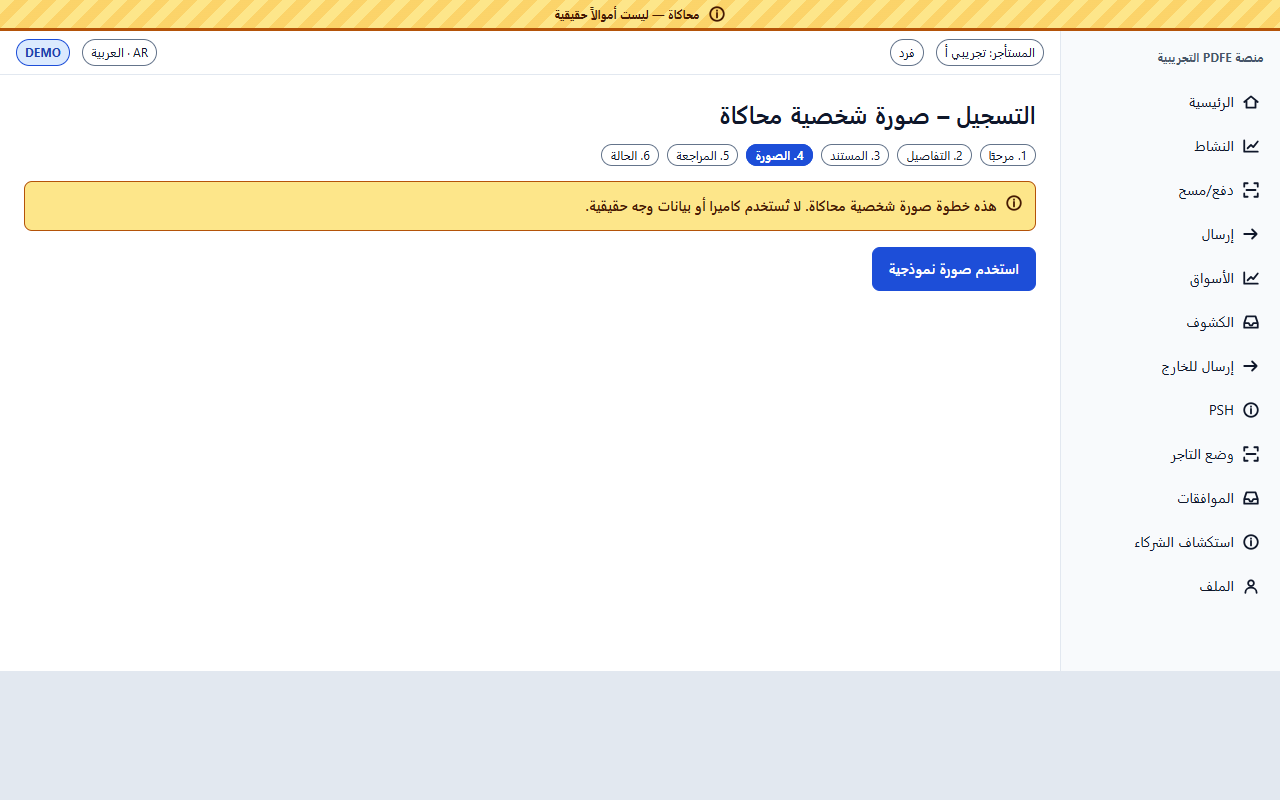 محاكاة — ليست أموالاً حقيقية
منصة PDFE التجريبية
الرئيسية
النشاط
دفع/مسح
إرسال
الأسواق
الكشوف
إرسال للخارج
PSH
وضع التاجر
الموافقات
استكشاف الشركاء
الملف
المستأجر: تجريبي أ
فرد
AR · العربية
DEMO
التسجيل – صورة شخصية محاكاة
1. مرحبًا
2. التفاصيل
3. المستند
4. الصورة
5. المراجعة
6. الحالة
هذه خطوة صورة شخصية محاكاة. لا تُستخدم كاميرا أو بيانات وجه حقيقية.
استخدم صورة نموذجية